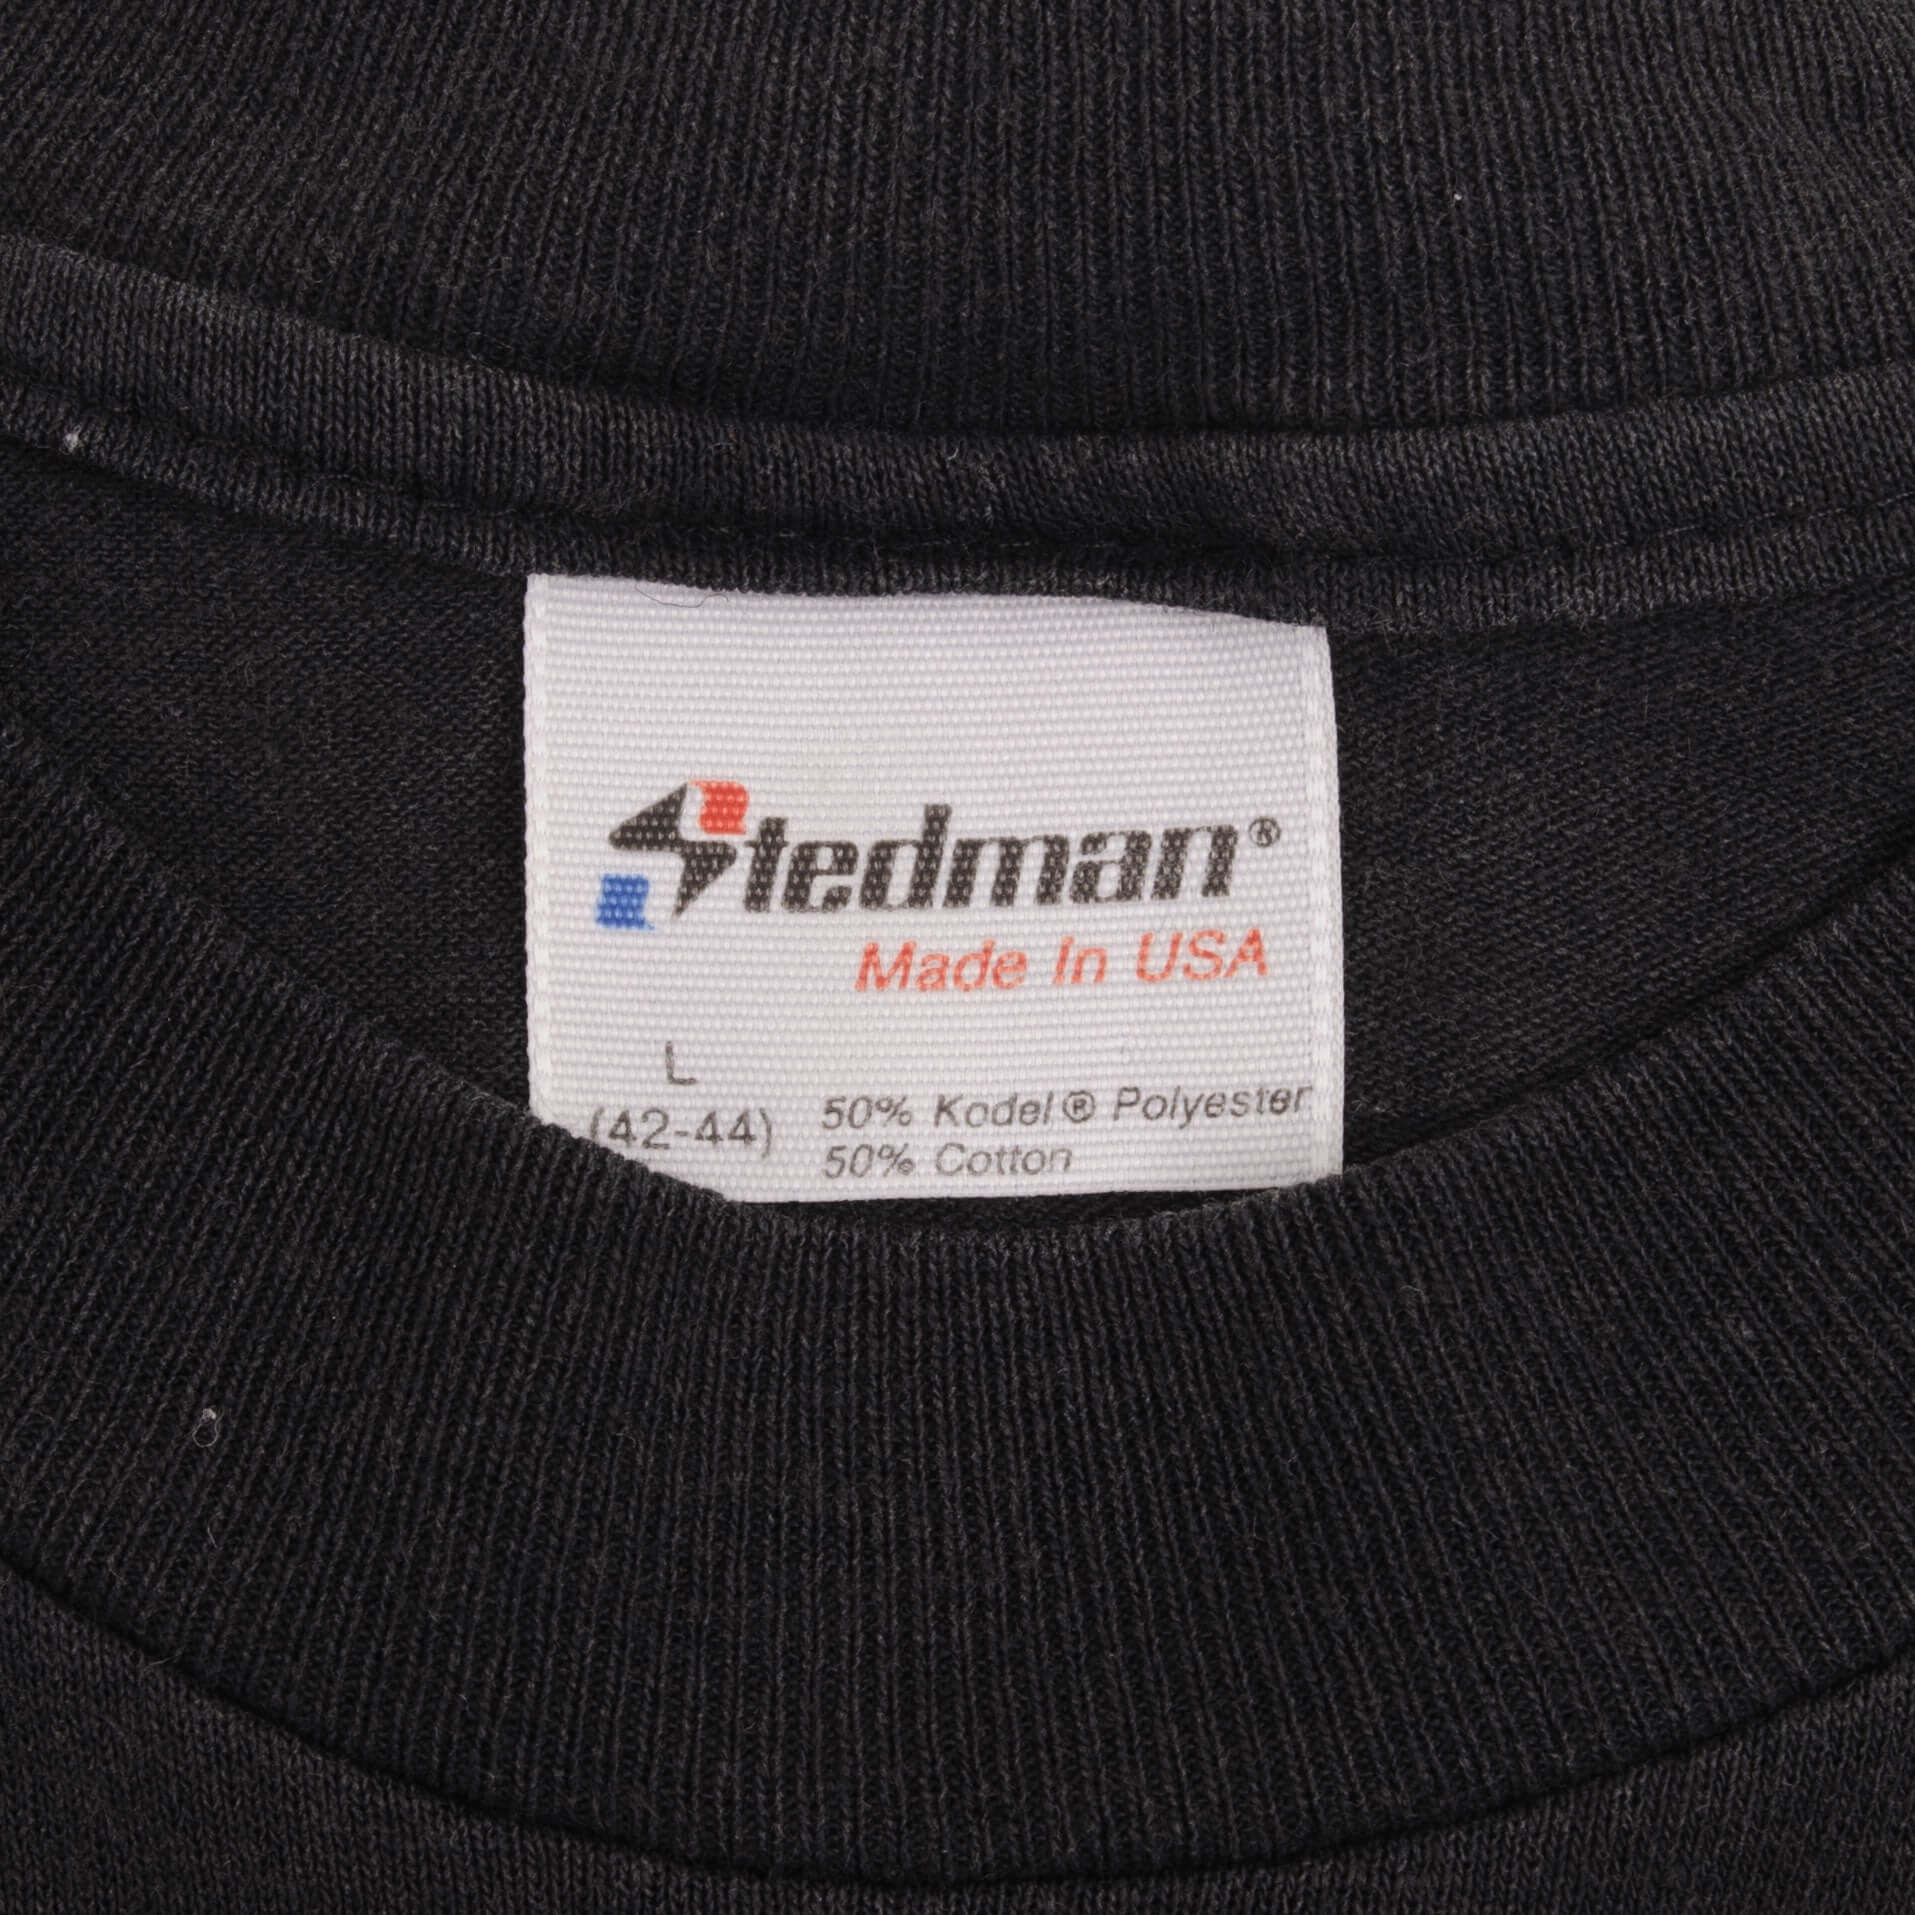 Stedman®
Made In USA
L
(42-44)
50% Kodel® Polyester
50% Cotton